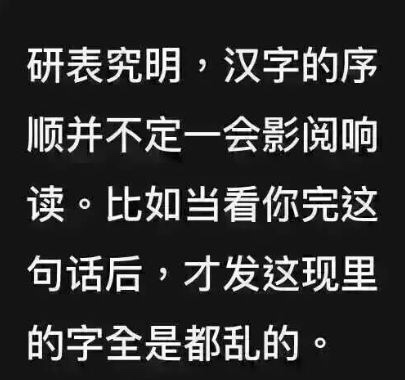 研表究明，汉字的序
顺并不定一会影阅响
读。比如当看你完这
句话后，才发这现里
的字全是都乱的。